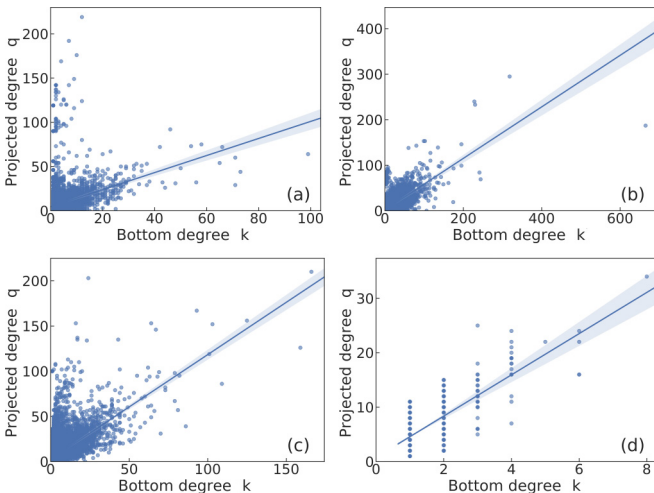 200
150
100
50
0
Projected degree q
0 20 40 60 80 100
Bottom degree k
(a)
400
300
200
100
0
Projected degree q
0 200 400 600
Bottom degree k
(b)
200
150
100
50
0
Projected degree q
0 50 100 150
Bottom degree k
(c)
30
20
10
0
Projected degree q
0 2 4 6 8
Bottom degree k
(d)